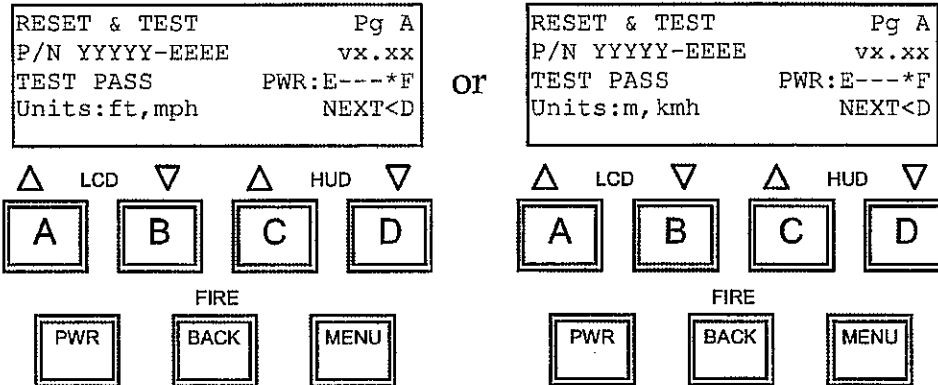 RESET & TEST Pg A
P/N YYYYY-EEEE vx.xx
TEST PASS PWR:E---*F
Units:ft,mph NEXT<D
LCD HUD
A B C D
FIRE
PWR BACK MENU
or
RESET & TEST Pg A
P/N YYYYY-EEEE vx.xx
TEST PASS PWR:E---*F
Units:m,kmh NEXT<D
LCD HUD
A B C D
FIRE
PWR BACK MENU